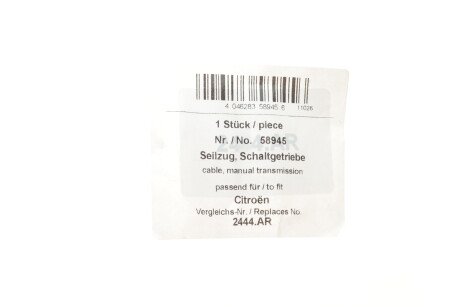 4 046283 58945 6 11026
1 Stück / piece
Nr. / No. 58945
Seilzug, Schaltgetriebe
cable, manual transmission
passend für / to fit
Citroën
Vergleichs-Nr. / Replaces No.
2444.AR